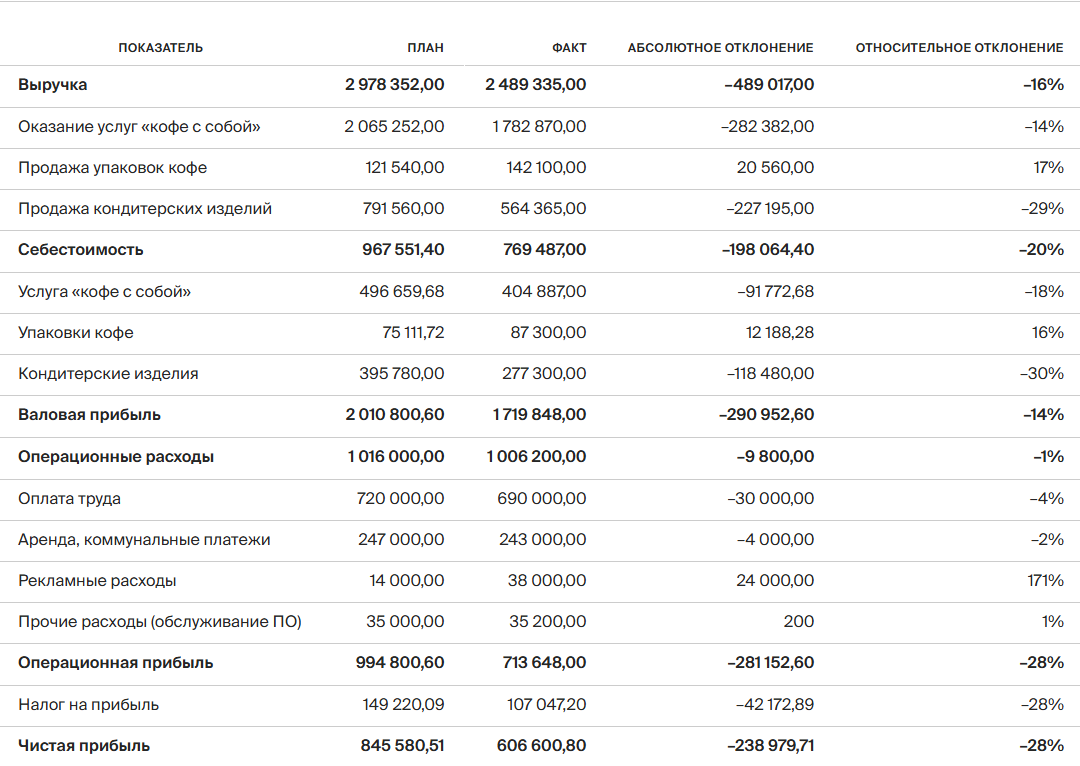 ПОКАЗАТЕЛЬ ПЛАН ФАКТ АБСОЛЮТНОЕ ОТКЛОНЕНИЕ ОТНОСИТЕЛЬНОЕ ОТКЛОНЕНИЕ
Выручка 2 978 352,00 2 489 335,00 –489 017,00 –16%
Оказание услуг «кофе с собой» 2 065 252,00 1 782 870,00 –282 382,00 –14%
Продажа упаковок кофе 121 540,00 142 100,00 20 560,00 17%
Продажа кондитерских изделий 791 560,00 564 365,00 –227 195,00 –29%
Себестоимость 967 551,40 769 487,00 –198 064,40 –20%
Услуга «кофе с собой» 496 659,68 404 887,00 –91 772,68 –18%
Упаковки кофе 75 111,72 87 300,00 12 188,28 16%
Кондитерские изделия 395 780,00 277 300,00 –118 480,00 –30%
Валовая прибыль 2 010 800,60 1 719 848,00 –290 952,60 –14%
Операционные расходы 1 016 000,00 1 006 200,00 –9 800,00 –1%
Оплата труда 720 000,00 690 000,00 –30 000,00 –4%
Аренда, коммунальные платежи 247 000,00 243 000,00 –4 000,00 –2%
Рекламные расходы 14 000,00 38 000,00 24 000,00 171%
Прочие расходы (обслуживание ПО) 35 000,00 35 200,00 200 1%
Операционная прибыль 994 800,60 713 648,00 –281 152,60 –28%
Налог на прибыль 149 220,09 107 047,20 –42 172,89 –28%
Чистая прибыль 845 580,51 606 600,80 –238 979,71 –28%